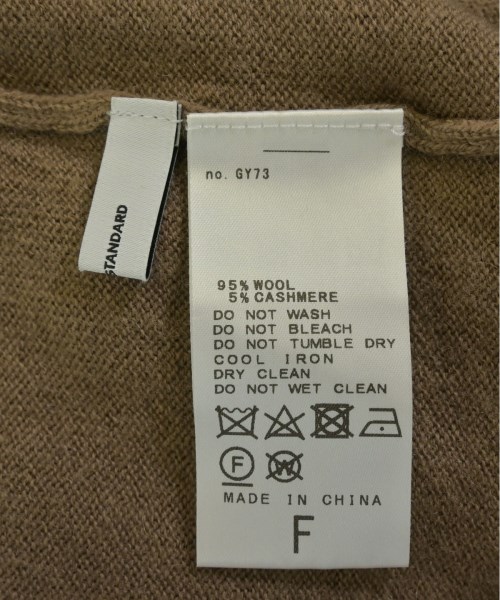 STANDARD
no. GY73
95% WOOL
5% CASHMERE
DO NOT WASH
DO NOT BLEACH
DO NOT TUMBLE DRY
COOL IRON
DRY CLEAN
DO NOT WET CLEAN
F W
MADE IN CHINA
F